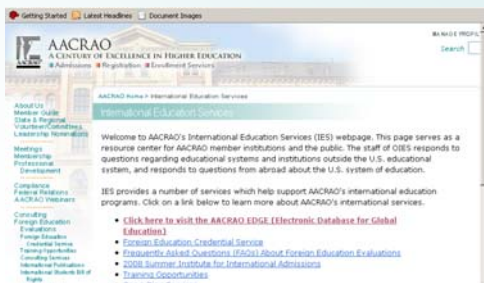 Getting Started Latest Headlines Document Images
MANAGE PROFIL
Search
AACRAO
A CENTURY OF EXCELLENCE IN HIGHER EDUCATION
Admissions Registration Enrollment Services
AACRAO Home > International Education Services
International Education Services
About Us
Member Guide
State & Regional
Volunteer/Committees
Leadership Nominations
Meetings
Membership
Professional
Development
Compliance
Federal Relations
AACRAO Webinars
Consulting
Foreign Education
Evaluations
Foreign Education
Credential Service
Training Opportunities
Consulting Services
International Publications
International Students Bill of
Rights
Welcome to AACRAO's International Education Services (IES) webpage. This page serves as a
resource center for AACRAO member institutions and the public. The staff of OIES responds to
questions regarding educational systems and institutions outside the U.S. educational
system, and responds to questions from abroad about the U.S. system of education.
IES provides a number of services which help support AACRAO's international education
programs. Click on a link below to learn more about AACRAO's international services.
Click here to visit the AACRAO EDGE (Electronic Database for Global
Education)
Foreign Education Credential Service
Frequently Asked Questions (FAQs) About Foreign Education Evaluations
2008 Summer Institute for International Admissions
Training Opportunities